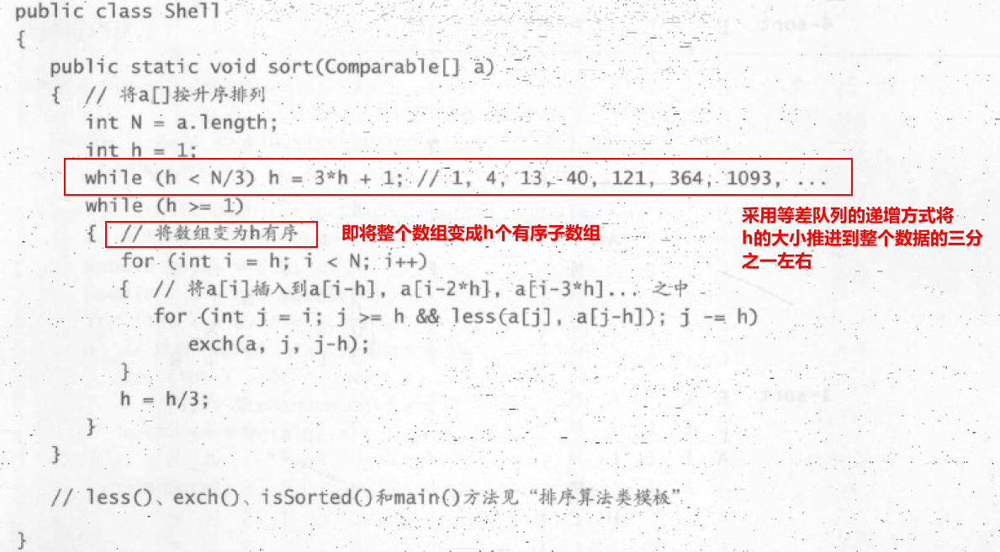 public class Shell
{
public static void sort(Comparable[] a)
{ // 将a[]按升序排列
int N = a.length;
int h = 1;
while (h < N/3) h = 3*h + 1; // 1, 4, 13, 40, 121, 364, 1093, ...
while (h >= 1)
{ // 将数组变为h有序
即将整个数组变成h个有序子数组
采用等差队列的递增方式将
h的大小推进到整个数据的三分
之一左右
for (int i = h; i < N; i++)
{ // 将a[i]插入到a[i-h], a[i-2*h], a[i-3*h]... 之中
for (int j = i; j >= h && less(a[j], a[j-h]); j -= h)
exch(a, j, j-h);
}
h = h/3;
}
}
// less()、exch()、isSorted()和main()方法见“排序算法类模板”
}